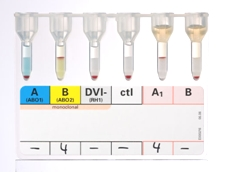 A B DVI- ctl A1 B
(ABO1) (ABO2) (RH1)
monoclonal
– 4 – – 4 –